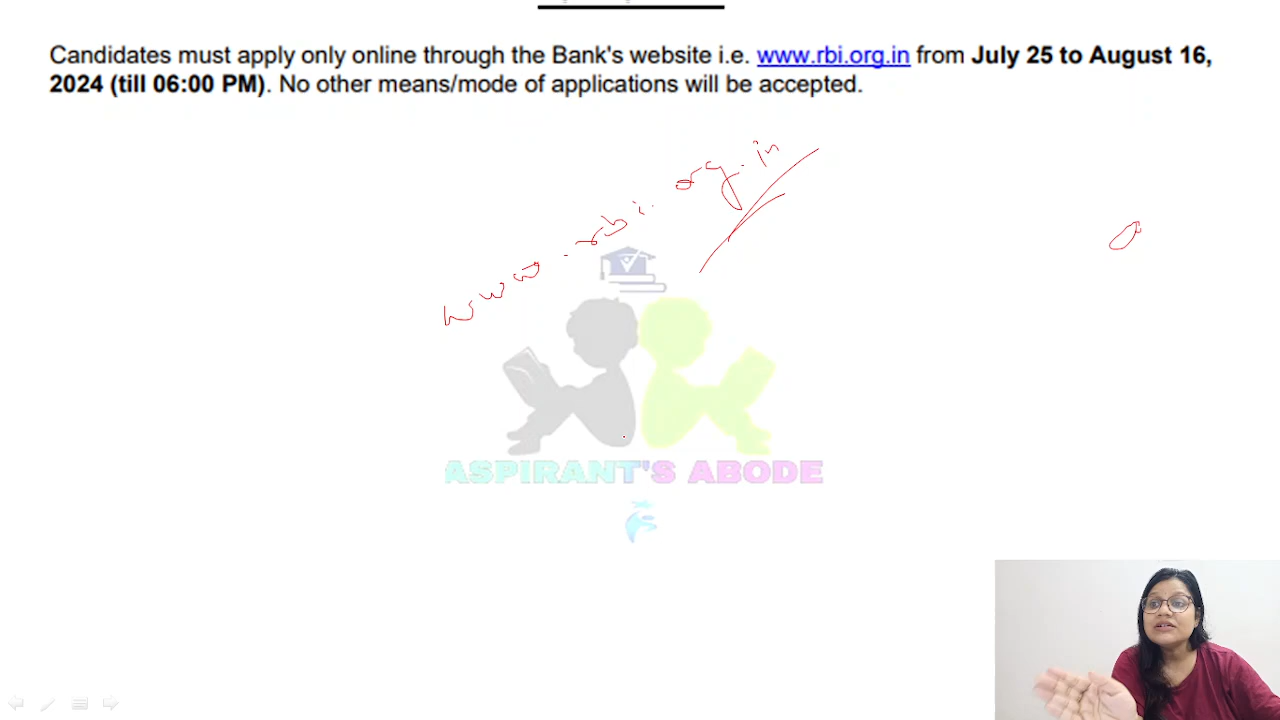 Candidates must apply only online through the Bank's website i.e. www.rbi.org.in from July 25 to August 16,
2024 (till 06:00 PM). No other means/mode of applications will be accepted.
www.rbi.org.in
ASPIRANT'S ABODE